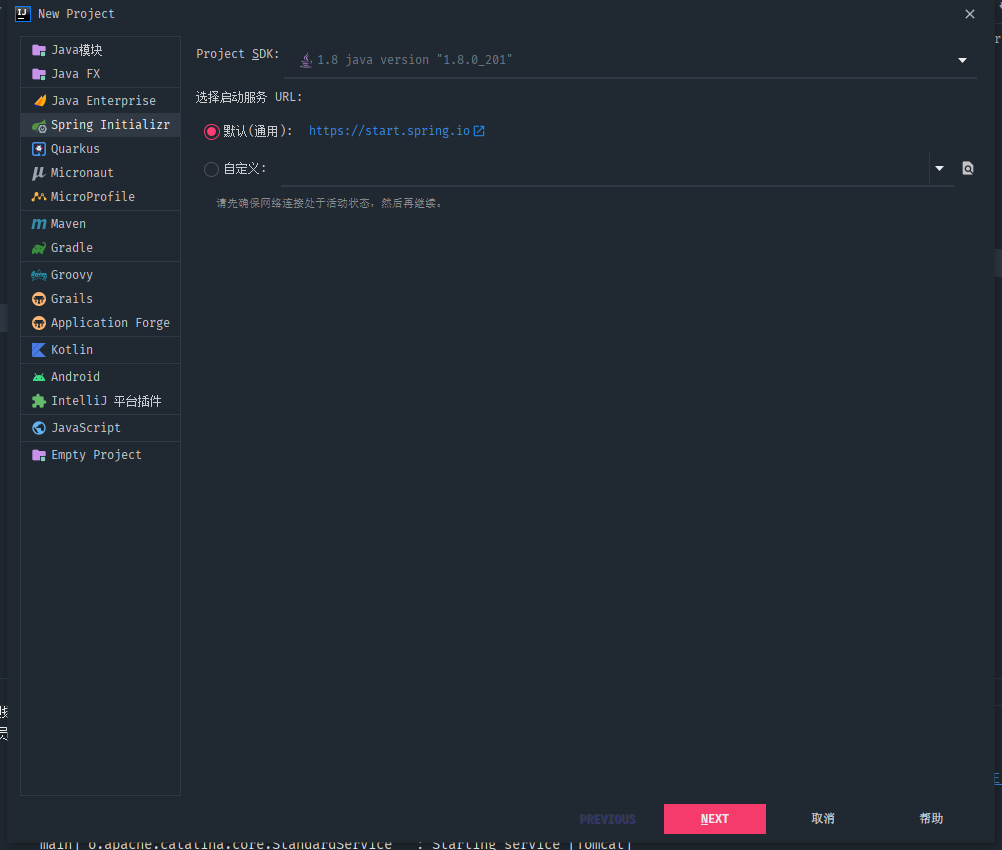 New Project
Java模块
Java FX
Java Enterprise
Spring Initializr
Quarkus
Micronaut
MicroProfile
Maven
Gradle
Groovy
Grails
Application Forge
Kotlin
Android
IntelliJ 平台插件
JavaScript
Empty Project
Project SDK:
1.8 java version "1.8.0_201"
选择启动服务 URL:
默认(通用):
https://start.spring.io
自定义:
请先确保网络连接处于活动状态，然后再继续。
PREVIOUS
NEXT
取消
帮助
main] o.apache.catalina.core.StandardService : Starting service [Tomcat]